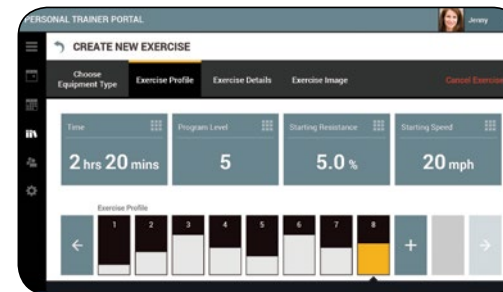 PERSONAL TRAINER PORTAL
Jenny
CREATE NEW EXERCISE
Choose Equipment Type
Exercise Profile
Exercise Details
Exercise Image
Cancel Exercise
Time
Program Level
Starting Resistance
Starting Speed
2 hrs 20 mins
5
5.0 %
20 mph
Exercise Profile
1 2 3 4 5 6 7 8
+